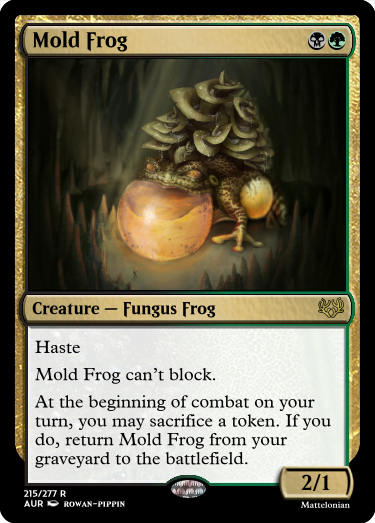 Mold Frog
Creature — Fungus Frog
Haste
Mold Frog can't block.
At the beginning of combat on your
turn, you may sacrifice a token. If you
do, return Mold Frog from your
graveyard to the battlefield.
2/1
215/277 R
AUR ROWAN-PIPPIN
Mattelonian